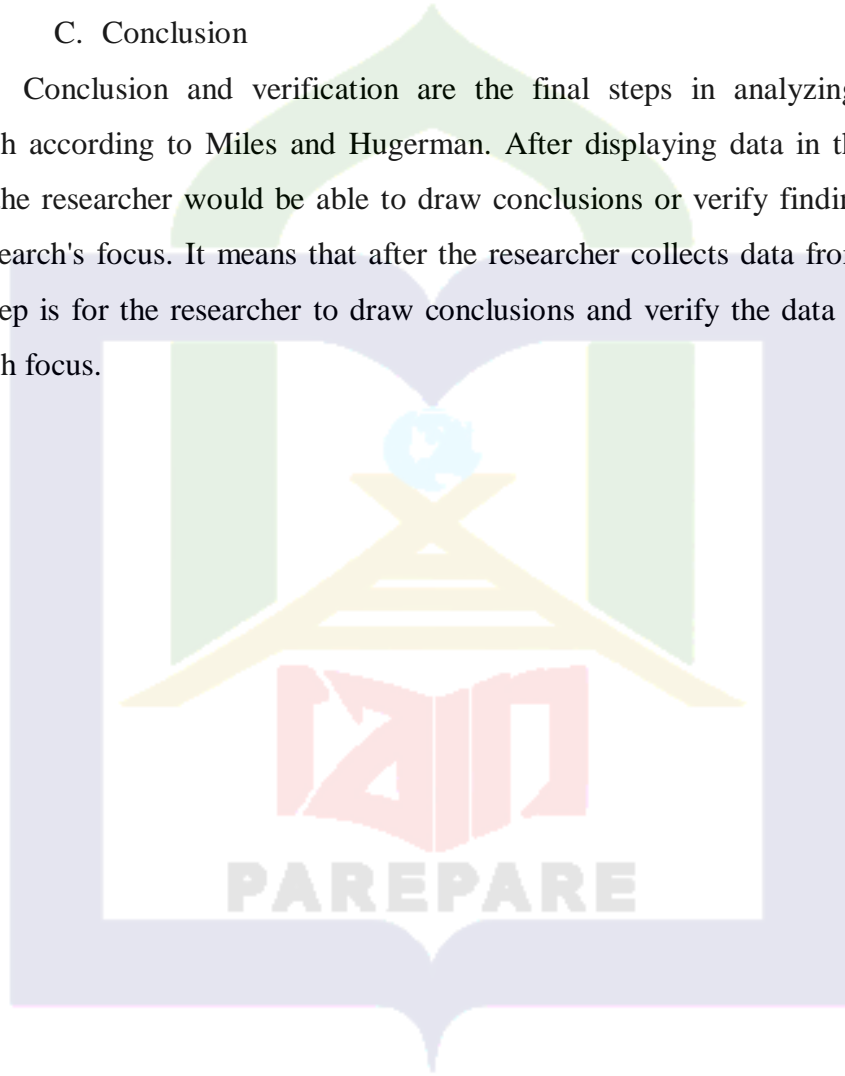 C. Conclusion
Conclusion and verification are the final steps in analyzing
h according to Miles and Hugerman. After displaying data in th
he researcher would be able to draw conclusions or verify findin
earch's focus. It means that after the researcher collects data from
ep is for the researcher to draw conclusions and verify the data
h focus.
iain
PAREPARE